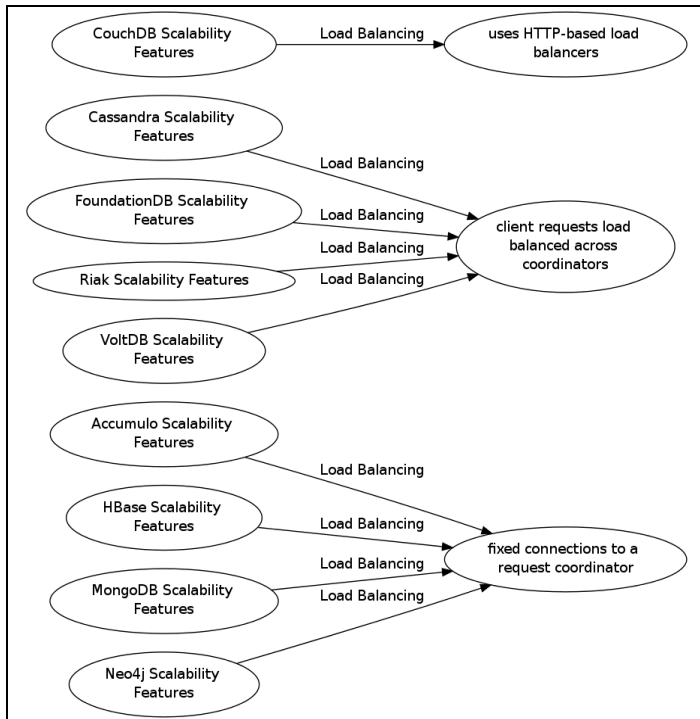 CouchDB Scalability
Features
Load Balancing
uses HTTP-based load
balancers
Cassandra Scalability
Features
Load Balancing
FoundationDB Scalability
Features
Load Balancing
client requests load
balanced across
coordinators
Load Balancing
Riak Scalability Features
Load Balancing
VoltDB Scalability
Features
Accumulo Scalability
Features
Load Balancing
HBase Scalability
Features
Load Balancing
fixed connections to a
request coordinator
Load Balancing
MongoDB Scalability
Features
Load Balancing
Neo4j Scalability
Features